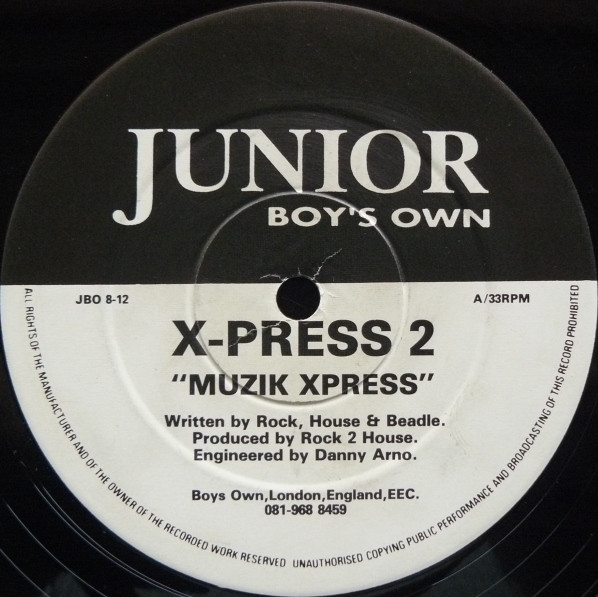 JUNIOR
BOY'S OWN
JBO 8-12
A/33RPM
X-PRESS 2
"MUZIK XPRESS"
Written by Rock, House & Beadle.
Produced by Rock 2 House.
Engineered by Danny Arno.
Boys Own,London,England,EEC.
081-968 8459
ALL RIGHTS OF THE MANUFACTURER AND OF THE OWNER OF THE RECORDED WORK RESERVED UNAUTHORISED COPYING PUBLIC PERFORMANCE AND BROADCASTING OF THIS RECORD PROHIBITED